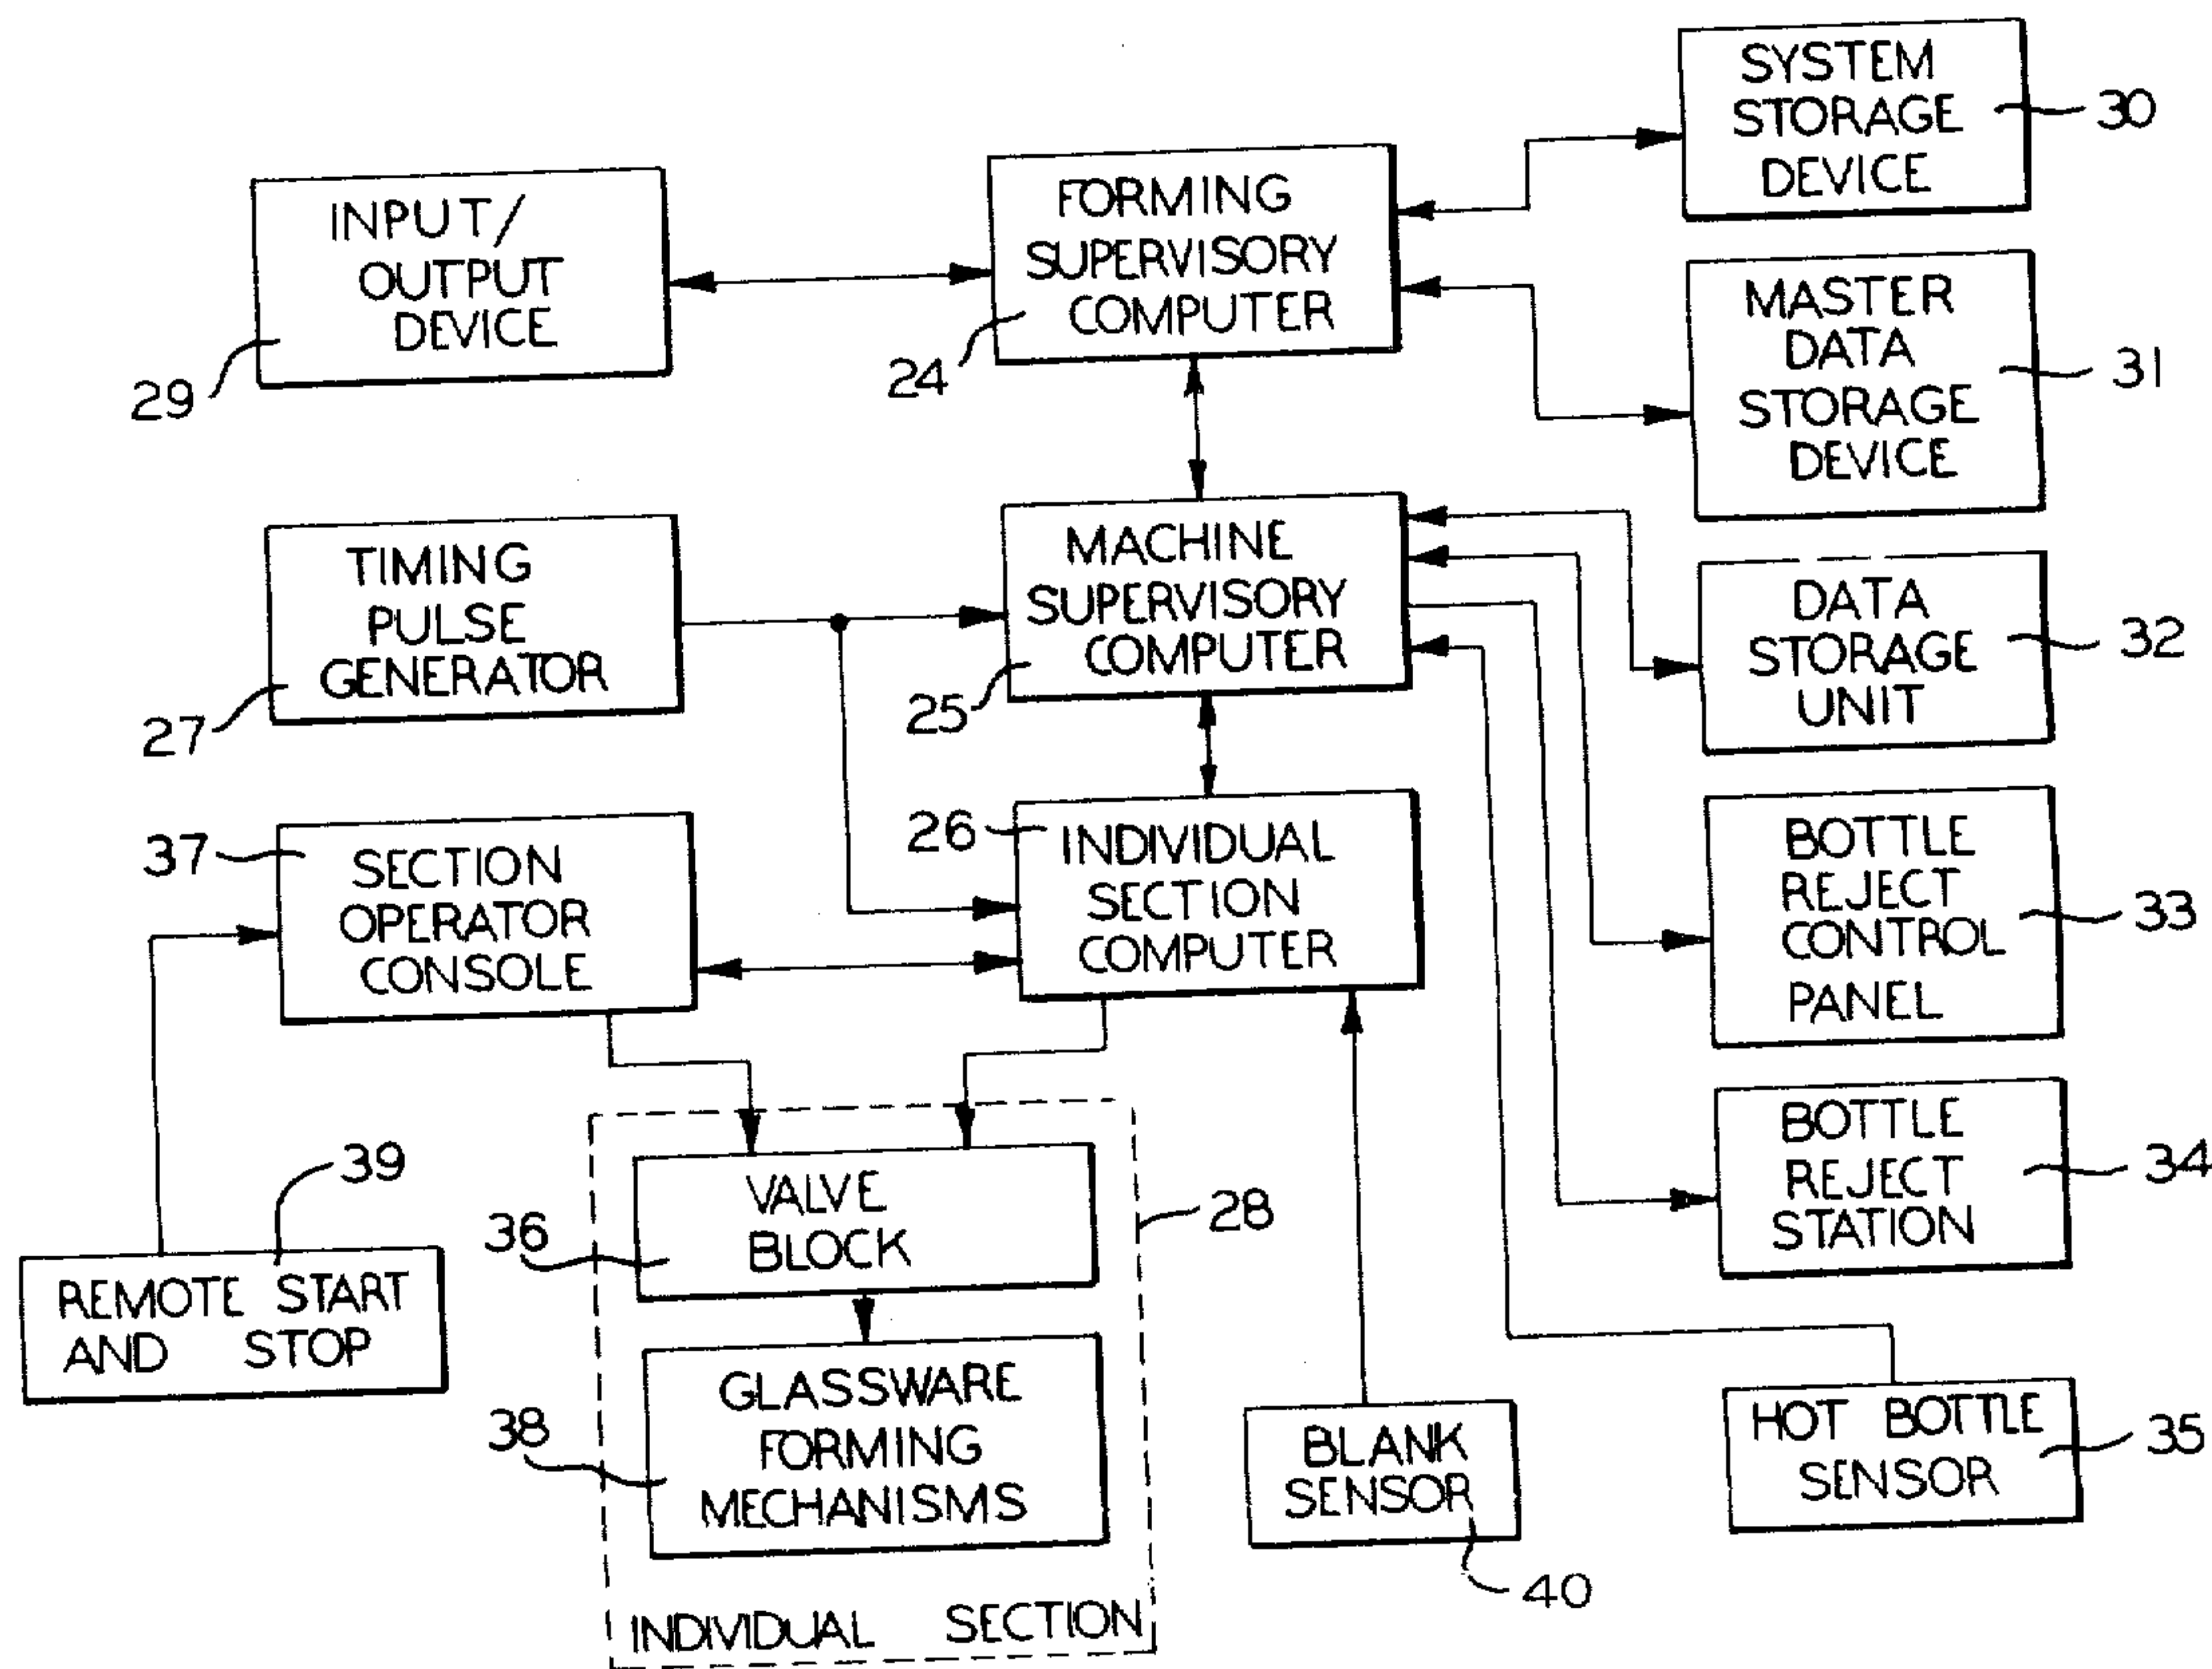 SYSTEM
STORAGE
DEVICE
30
INPUT/
OUTPUT
DEVICE
29
FORMING
SUPERVISORY
COMPUTER
24
MASTER
DATA
STORAGE
DEVICE
31
TIMING
PULSE
GENERATOR
27
MACHINE
SUPERVISORY
COMPUTER
25
DATA
STORAGE
UNIT
32
37
SECTION
OPERATOR
CONSOLE
26
INDIVIDUAL
SECTION
COMPUTER
BOTTLE
REJECT
CONTROL
PANEL
33
BOTTLE
REJECT
STATION
34
39
REMOTE START
AND STOP
36
VALVE
BLOCK
28
38
GLASSWARE
FORMING
MECHANISMS
INDIVIDUAL SECTION
BLANK
SENSOR
40
HOT BOTTLE
SENSOR
35